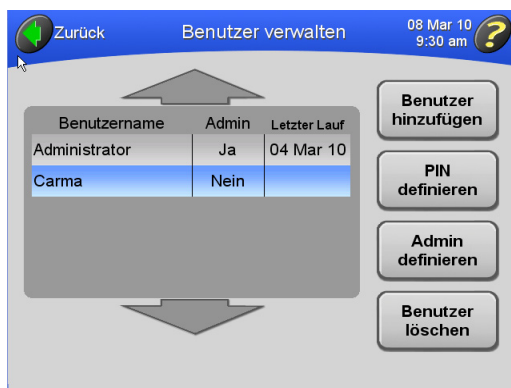 Zurück
Benutzer verwalten
08 Mar 10
9:30 am
?
Benutzername Admin Letzter Lauf
Administrator Ja 04 Mar 10
Carma Nein
Benutzer
hinzufügen
PIN
definieren
Admin
definieren
Benutzer
löschen